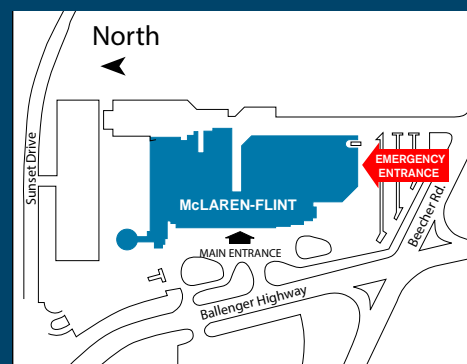 North
Sunset Drive
EMERGENCY
ENTRANCE
McLAREN-FLINT
Beecher Rd.
MAIN ENTRANCE
Ballenger Highway